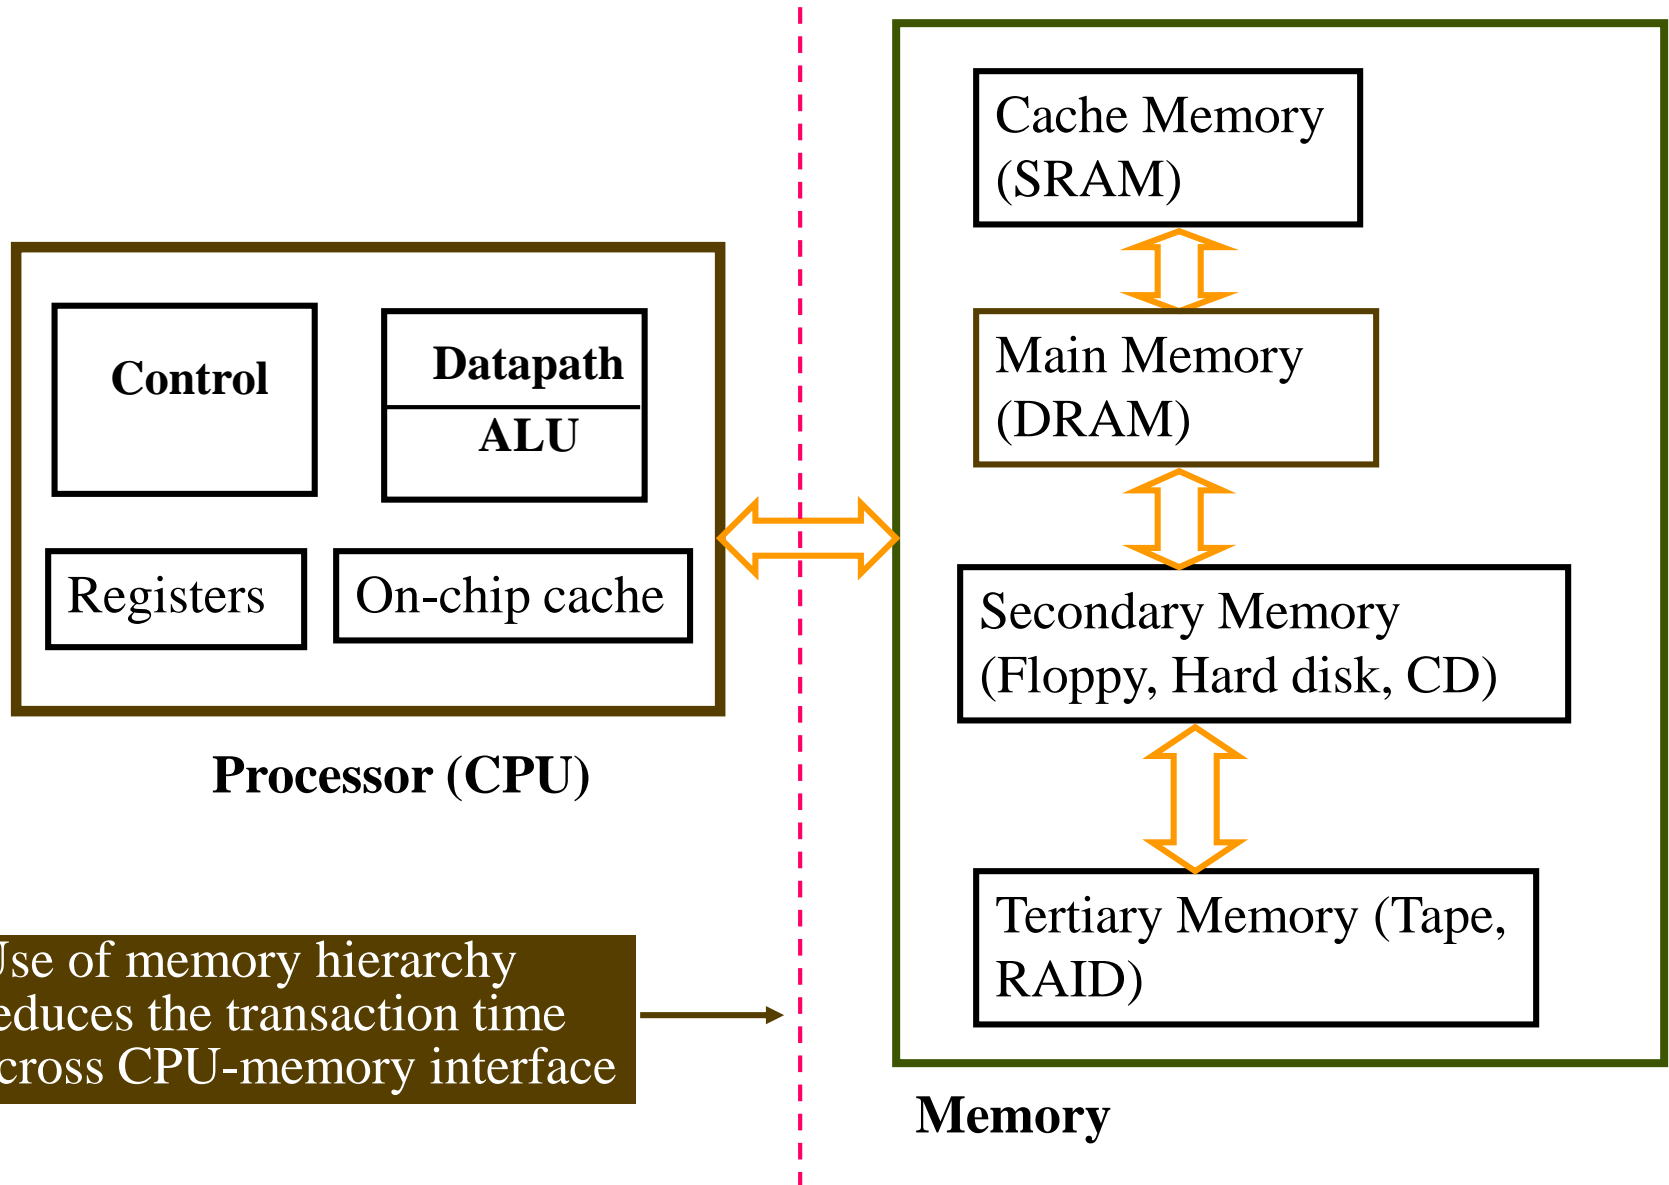 Cache Memory
(SRAM)
Control
Datapath
ALU
Main Memory
(DRAM)
Registers
On-chip cache
Secondary Memory
(Floppy, Hard disk, CD)
Processor (CPU)
Tertiary Memory (Tape,
RAID)
Use of memory hierarchy
educes the transaction time
cross CPU-memory interface
Memory